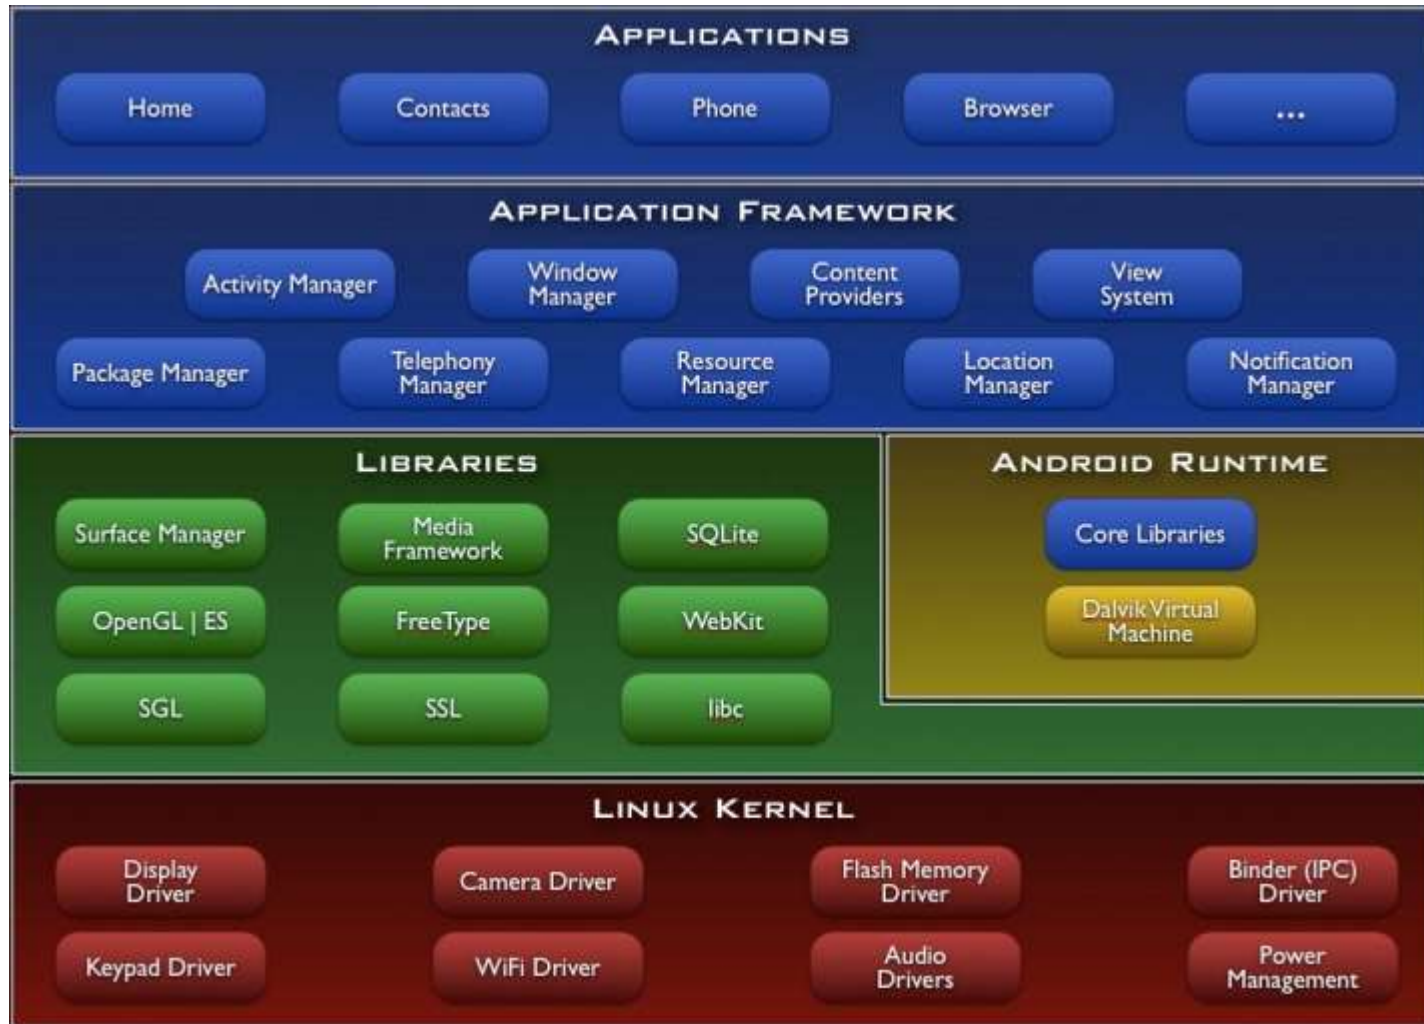 APPLICATIONS
Home
Contacts
Phone
Browser
...
APPLICATION FRAMEWORK
Activity Manager
Window
Manager
Content
Providers
View
System
Package Manager
Telephony
Manager
Resource
Manager
Location
Manager
Notification
Manager
LIBRARIES
Surface Manager
Media
Framework
SQLite
OpenGL | ES
FreeType
WebKit
SGL
SSL
libc
ANDROID RUNTIME
Core Libraries
Dalvik Virtual
Machine
LINUX KERNEL
Display
Driver
Camera Driver
Flash Memory
Driver
Binder (IPC)
Driver
Keypad Driver
WiFi Driver
Audio
Drivers
Power
Management